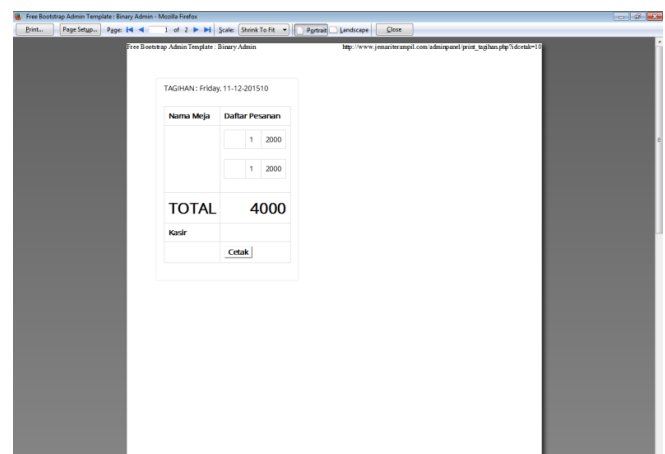 Free Bootstrap Admin Template : Binary Admin - Mozilla Firefox
Print... Page Setup... Page: 1 of 2 Scale: Shrink To Fit Portrait Landscape Close
Free Bootstrap Admin Template : Binary Admin http://www.jemariterampil.com/adminpanel/print_tagihan.php?idcetak=10
TAGIHAN : Friday, 11-12-201510
Nama Meja Daftar Pesanan
1 2000
1 2000
TOTAL 4000
Kasir
Cetak